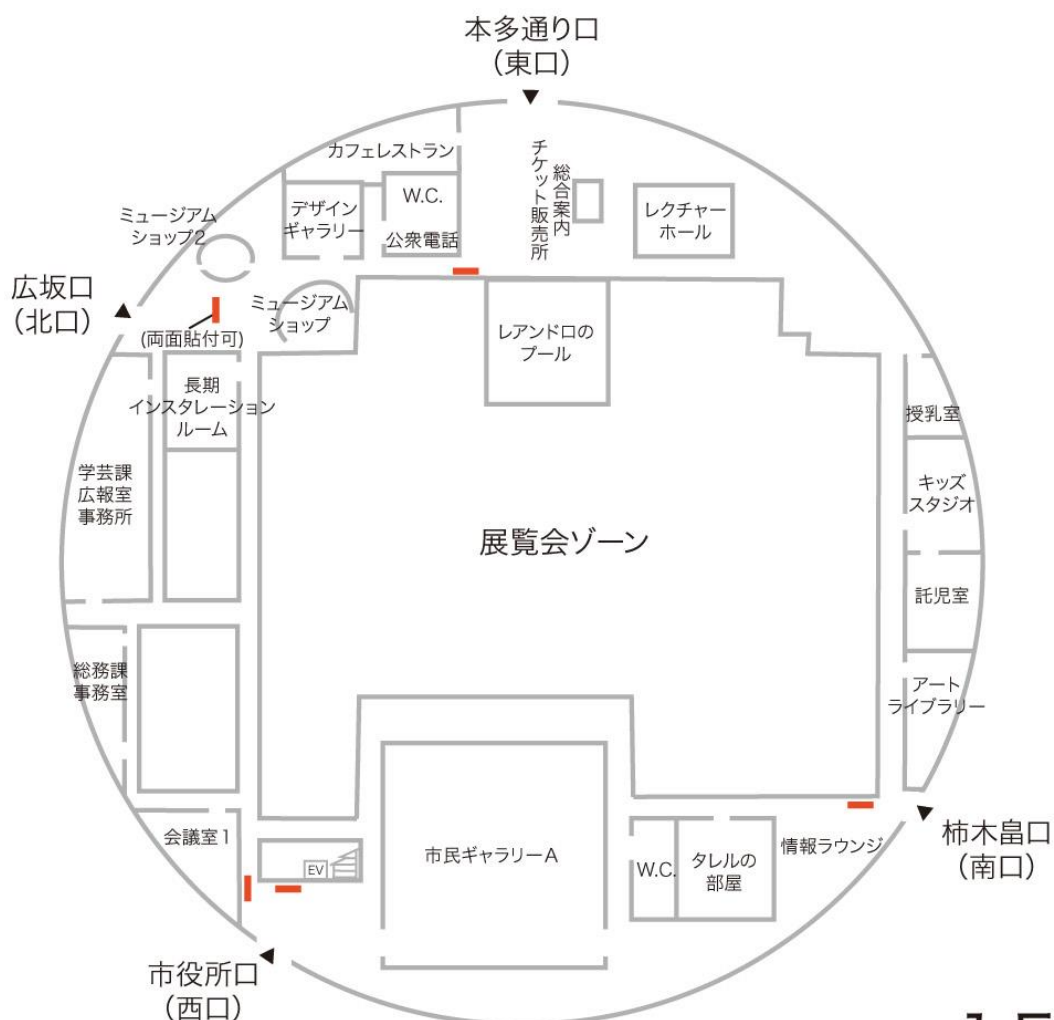 本多通り口
（東口）
カフェレストラン
W.C.
公衆電話
デザイン
ギャラリー
ミュージアム
ショップ2
総合案内
チケット販売所
レクチャー
ホール
広坂口
（北口）
(両面貼付可)
ミュージアム
ショップ
レアンドロの
プール
長期
インスタレーション
ルーム
授乳室
学芸課
広報室
事務所
キッズ
スタジオ
展覧会ゾーン
託児室
総務課
事務室
アート
ライブラリー
会議室1
EV
市民ギャラリーA
W.C.
タレルの
部屋
情報ラウンジ
柿木畠口
（南口）
市役所口
（西口）